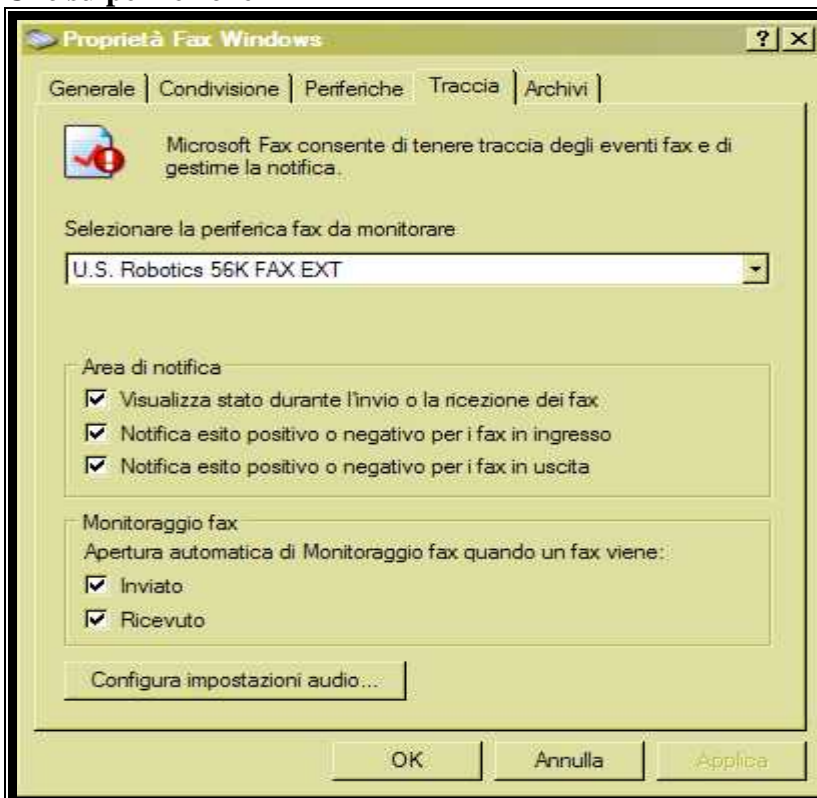 Proprietà Fax Windows
Generale Condivisione Periferiche Traccia Archivi
Microsoft Fax consente di tenere traccia degli eventi fax e di
gestirne la notifica.
Selezionare la periferica fax da monitorare
U.S. Robotics 56K FAX EXT
Area di notifica
Visualizza stato durante l'invio o la ricezione dei fax
Notifica esito positivo o negativo per i fax in ingresso
Notifica esito positivo o negativo per i fax in uscita
Monitoraggio fax
Apertura automatica di Monitoraggio fax quando un fax viene:
Inviato
Ricevuto
Configura impostazioni audio...
OK Annulla Applica